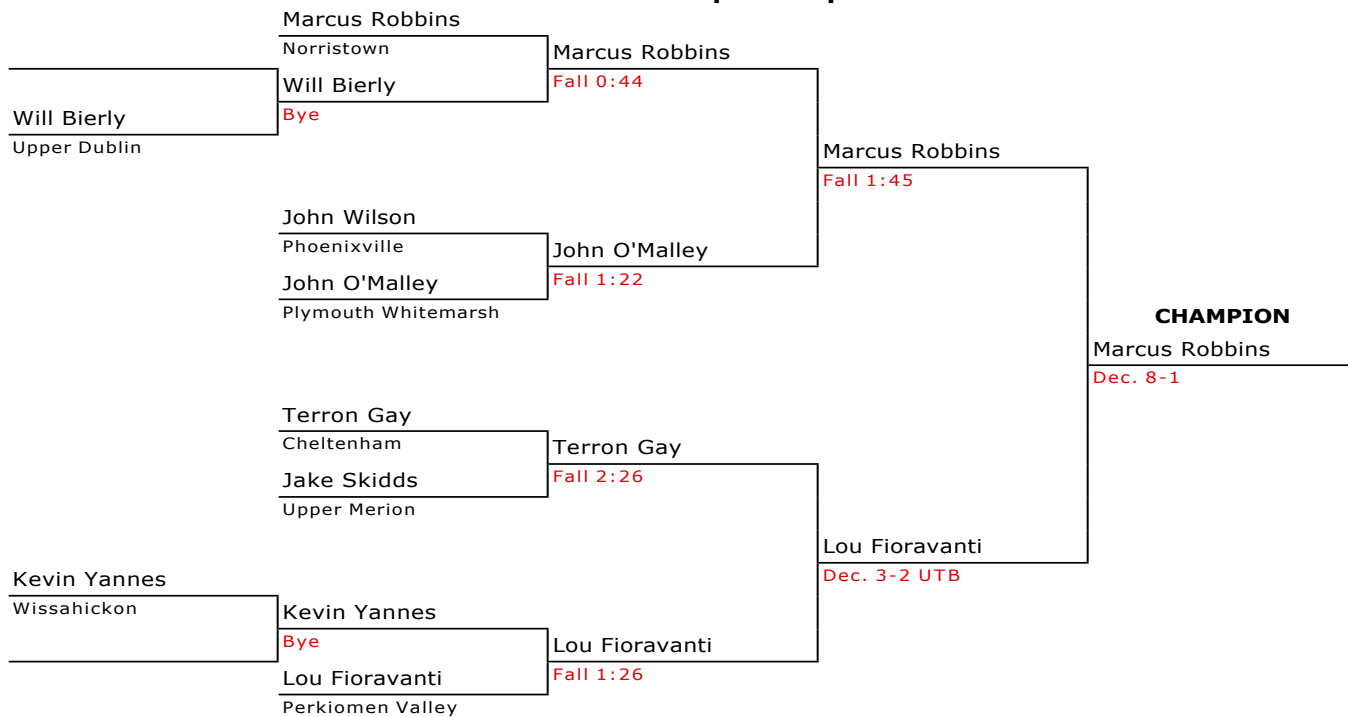 Marcus Robbins
Norristown
Marcus Robbins
Fall 0:44
Will Bierly
Bye
Will Bierly
Upper Dublin
Marcus Robbins
Fall 1:45
John Wilson
Phoenixville
John O'Malley
Fall 1:22
John O'Malley
Plymouth Whitemarsh
CHAMPION
Marcus Robbins
Dec. 8-1
Terron Gay
Cheltenham
Terron Gay
Fall 2:26
Jake Skidds
Upper Merion
Lou Fioravanti
Dec. 3-2 UTB
Kevin Yannes
Wissahickon
Kevin Yannes
Bye
Lou Fioravanti
Fall 1:26
Lou Fioravanti
Perkiomen Valley